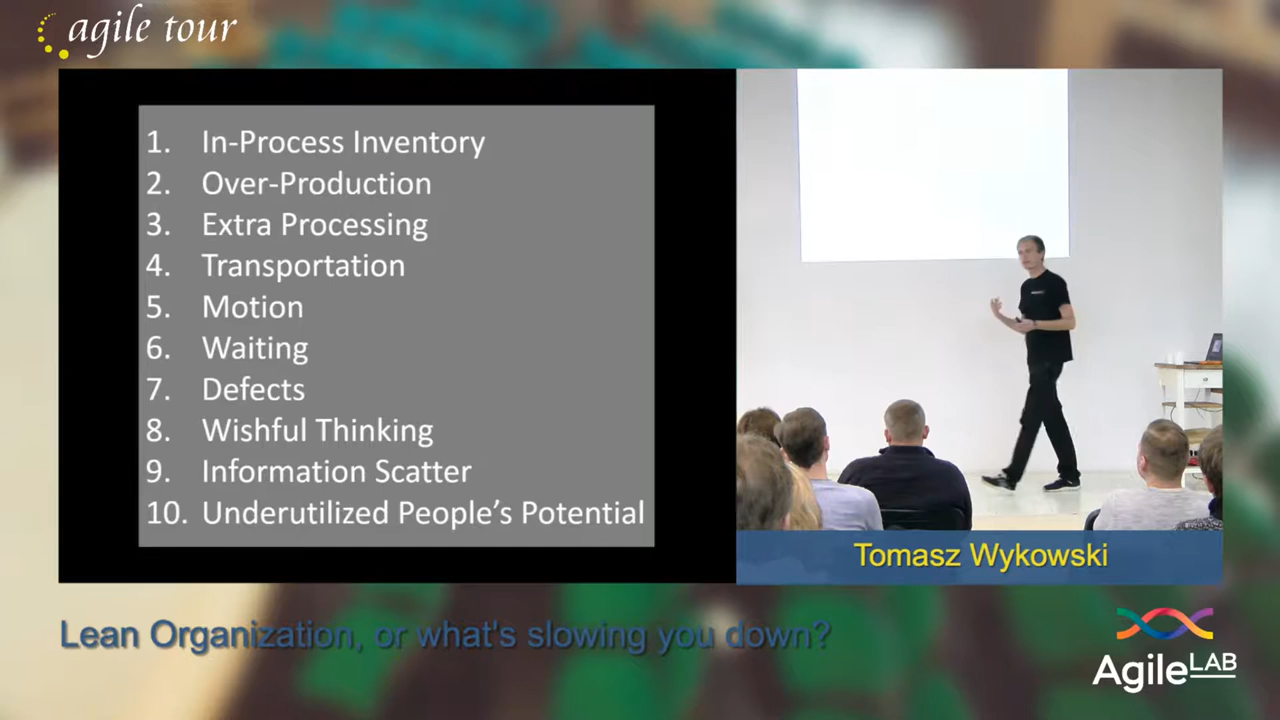 agile tour
1. In-Process Inventory
2. Over-Production
3. Extra Processing
4. Transportation
5. Motion
6. Waiting
7. Defects
8. Wishful Thinking
9. Information Scatter
10. Underutilized People's Potential
Tomasz Wykowski
Lean Organization, or what's slowing you down?
AgileLAB